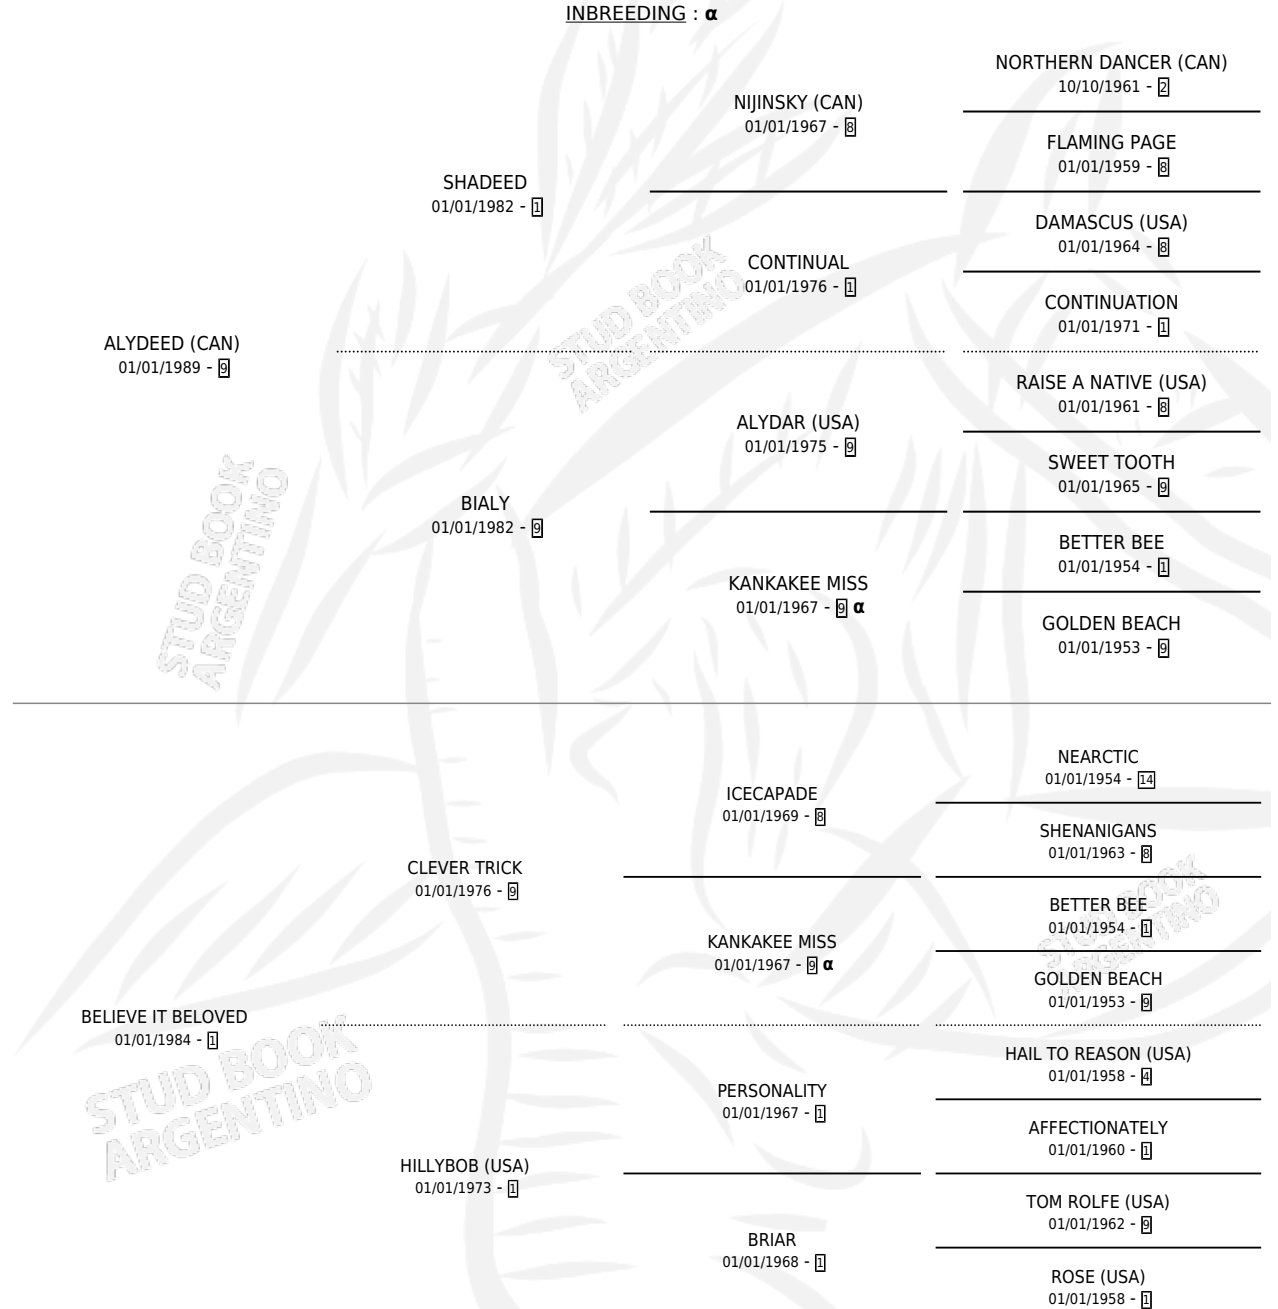 INBREEDING : α
NORTHERN DANCER (CAN)
10/10/1961 - 2
NIJINSKY (CAN)
01/01/1967 - 8
FLAMING PAGE
01/01/1959 - 8
SHADEED
01/01/1982 - 1
DAMASCUS (USA)
01/01/1964 - 8
CONTINUAL
01/01/1976 - 1
CONTINUATION
01/01/1971 - 1
ALYDEED (CAN)
01/01/1989 - 9
RAISE A NATIVE (USA)
01/01/1961 - 8
ALYDAR (USA)
01/01/1975 - 9
SWEET TOOTH
01/01/1965 - 9
BIALY
01/01/1982 - 9
BETTER BEE
01/01/1954 - 1
KANKAKEE MISS
01/01/1967 - 9 α
GOLDEN BEACH
01/01/1953 - 9
NEARCTIC
01/01/1954 - 14
ICECAPADE
01/01/1969 - 8
SHENANIGANS
01/01/1963 - 8
CLEVER TRICK
01/01/1976 - 9
BETTER BEE
01/01/1954 - 1
KANKAKEE MISS
01/01/1967 - 9 α
GOLDEN BEACH
01/01/1953 - 9
BELIEVE IT BELOVED
01/01/1984 - 1
HAIL TO REASON (USA)
01/01/1958 - 4
PERSONALITY
01/01/1967 - 1
AFFECTIONATELY
01/01/1960 - 1
HILLYBOB (USA)
01/01/1973 - 1
TOM ROLFE (USA)
01/01/1962 - 9
BRIAR
01/01/1968 - 1
ROSE (USA)
01/01/1958 - 1
STUD BOOK
ARGENTINO
STUD BOOK
ARGENTINO
STUD BOOK
ARGENTINO
STUD BOOK
ARGENTINO